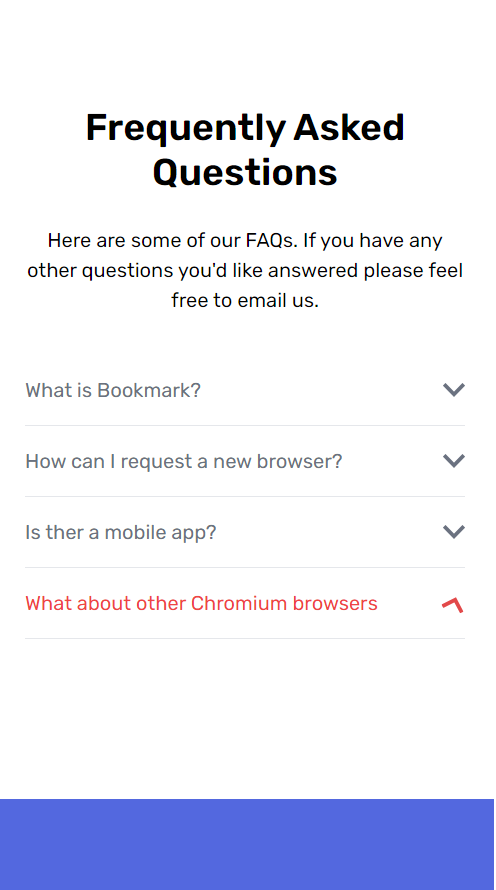 Frequently Asked
Questions
Here are some of our FAQs. If you have any
other questions you'd like answered please feel
free to email us.
What is Bookmark?
How can I request a new browser?
Is ther a mobile app?
What about other Chromium browsers